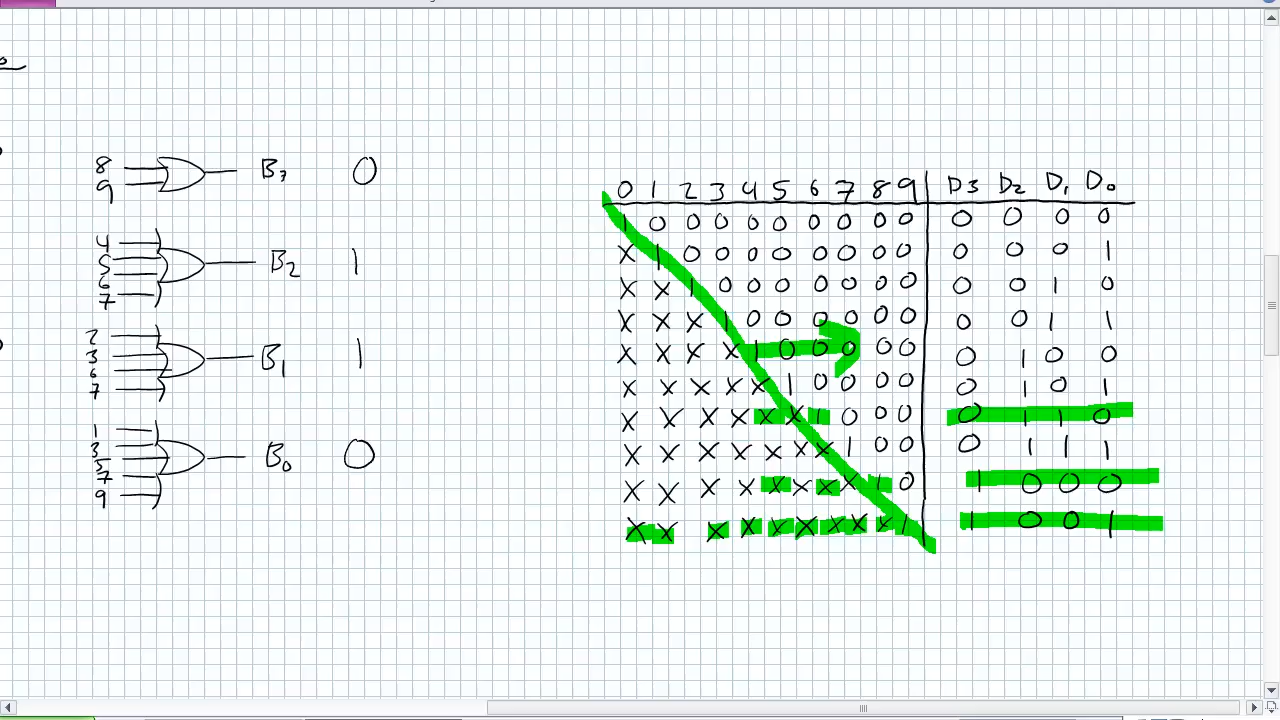 8
9
B₃ 0
4
5
6
7
B₂ 1
2
3
6
7
B₁ 1
1
3
5
7
9
B₀ 0
0 1 2 3 4 5 6 7 8 9 D3 D2 D₁ D₀
1 0 0 0 0 0 0 0 0 0 0 0 0 0
X 1 0 0 0 0 0 0 0 0 0 0 0 1
X X 1 0 0 0 0 0 0 0 0 0 1 0
X X X 1 0 0 0 0 0 0 0 0 1 1
X X X X 1 0 0 0 0 0 0 1 0 0
X X X X X 1 0 0 0 0 0 1 0 1
X X X X X X 1 0 0 0 0 1 1 0
X X X X X X X 1 0 0 0 1 1 1
X X X X X X X X 1 0 1 0 0 0
X X X X X X X X X 1 1 0 0 1